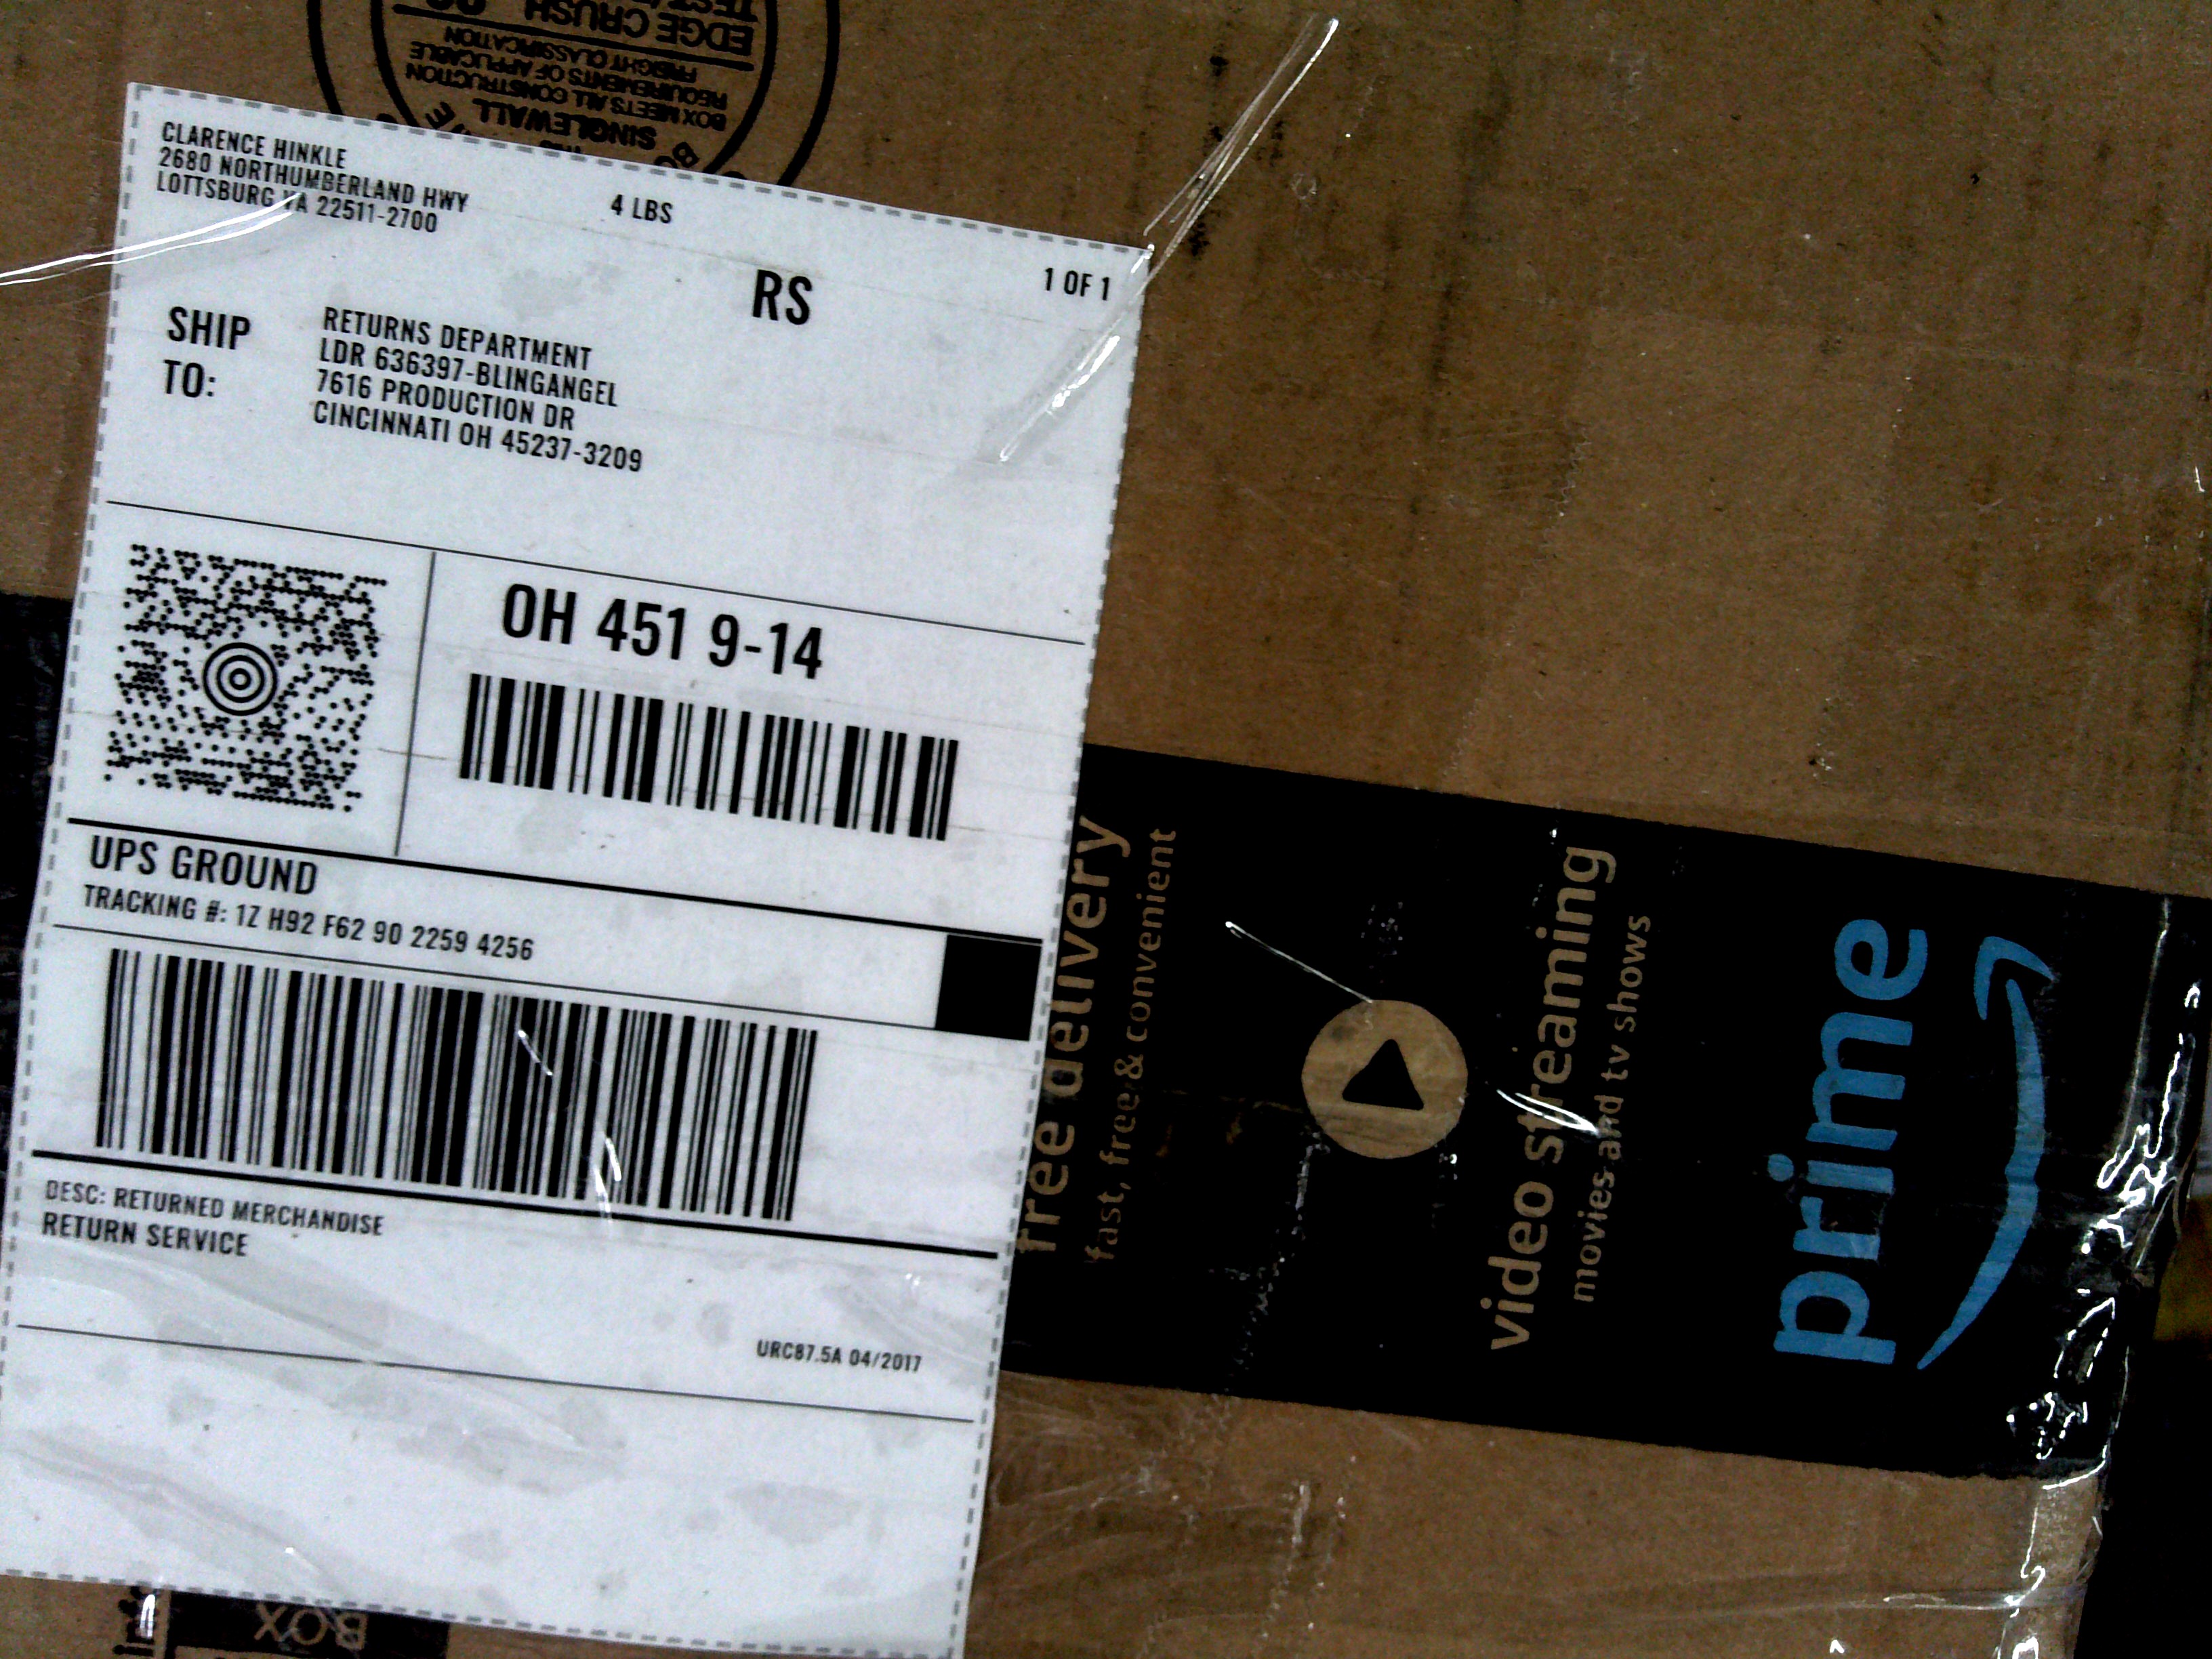 EDGE CRUSH
FREIGHT CLASSIFICATION
REQUIREMENTS OF APPLICABLE
BOX MEETS ALL CONSTRUCTION
SINGLEWALL
CLARENCE HINKLE
2680 NORTHUMBERLAND HWY
LOTTSBURG VA 22511-2700
4 LBS
RS
1 OF 1
SHIP
TO:
RETURNS DEPARTMENT
LDR 636397-BLINGANGEL
7616 PRODUCTION DR
CINCINNATI OH 45237-3209
OH 451 9-14
UPS GROUND
TRACKING #: 1Z H92 F62 90 2259 4256
DESC: RETURNED MERCHANDISE
RETURN SERVICE
URC87.5A 04/2017
free delivery
fast, free & convenient
video streaming
movies and tv shows
prime
BOX